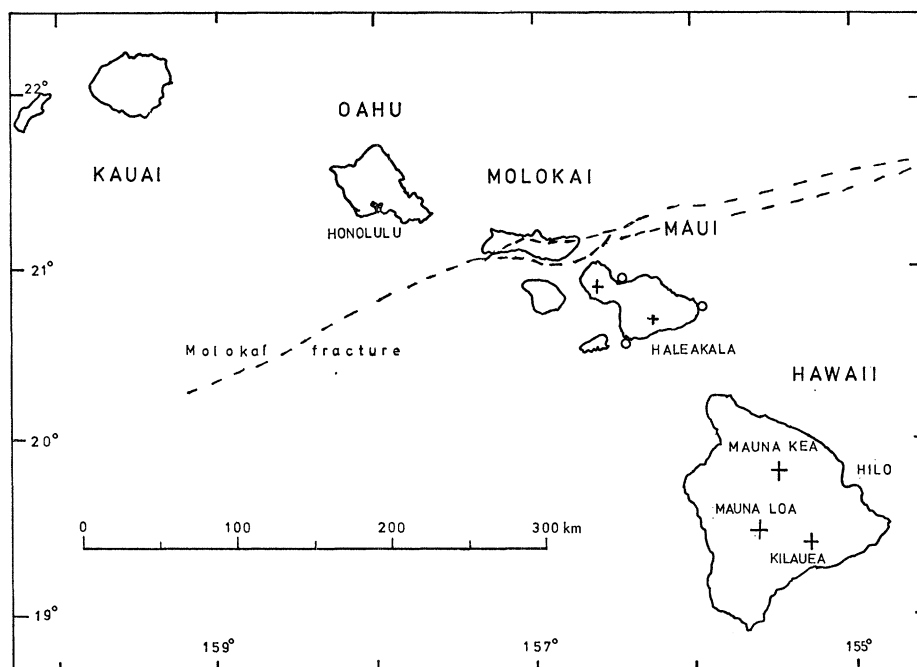 22°
OAHU
KAUAI
MOLOKAI
HONOLULU
MAUI
21°
Molokai fracture
HALEAKALA
HAWAII
20°
MAUNA KEA
HILO
MAUNA LOA
0 100 200 300 km
KILAUEA
19°
159° 157° 155°